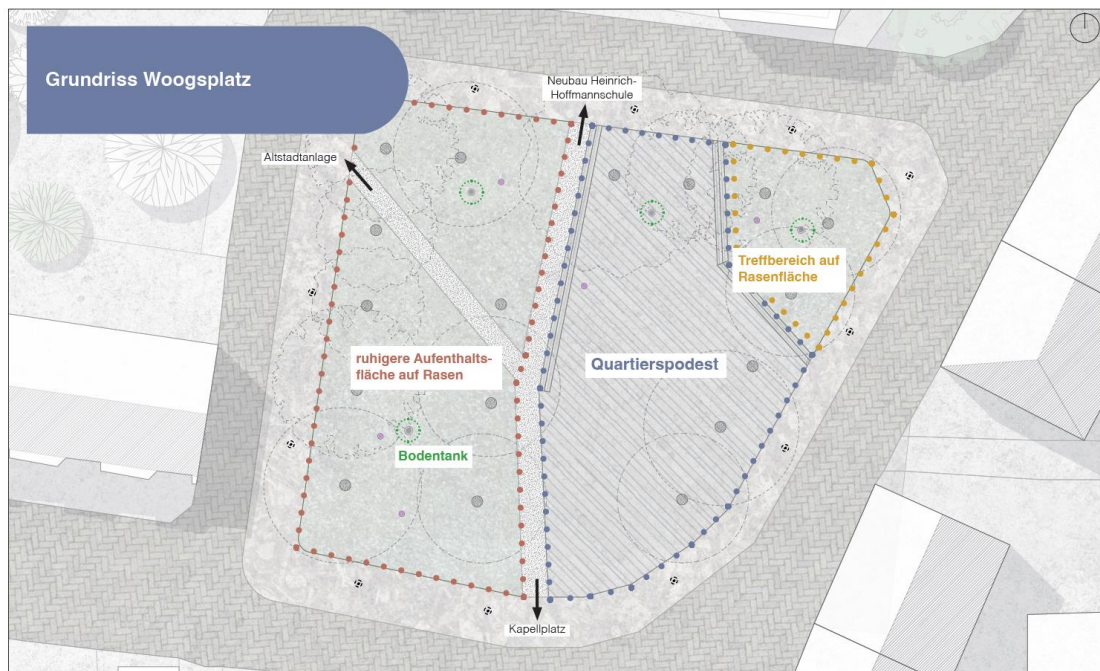 Grundriss Woogsplatz
Neubau Heinrich-
Hoffmannschule
Altstadtanlage
Treffbereich auf
Rasenfläche
ruhigere Aufenthalts-
fläche auf Rasen
Quartierspodest
Bodentank
Kapellplatz